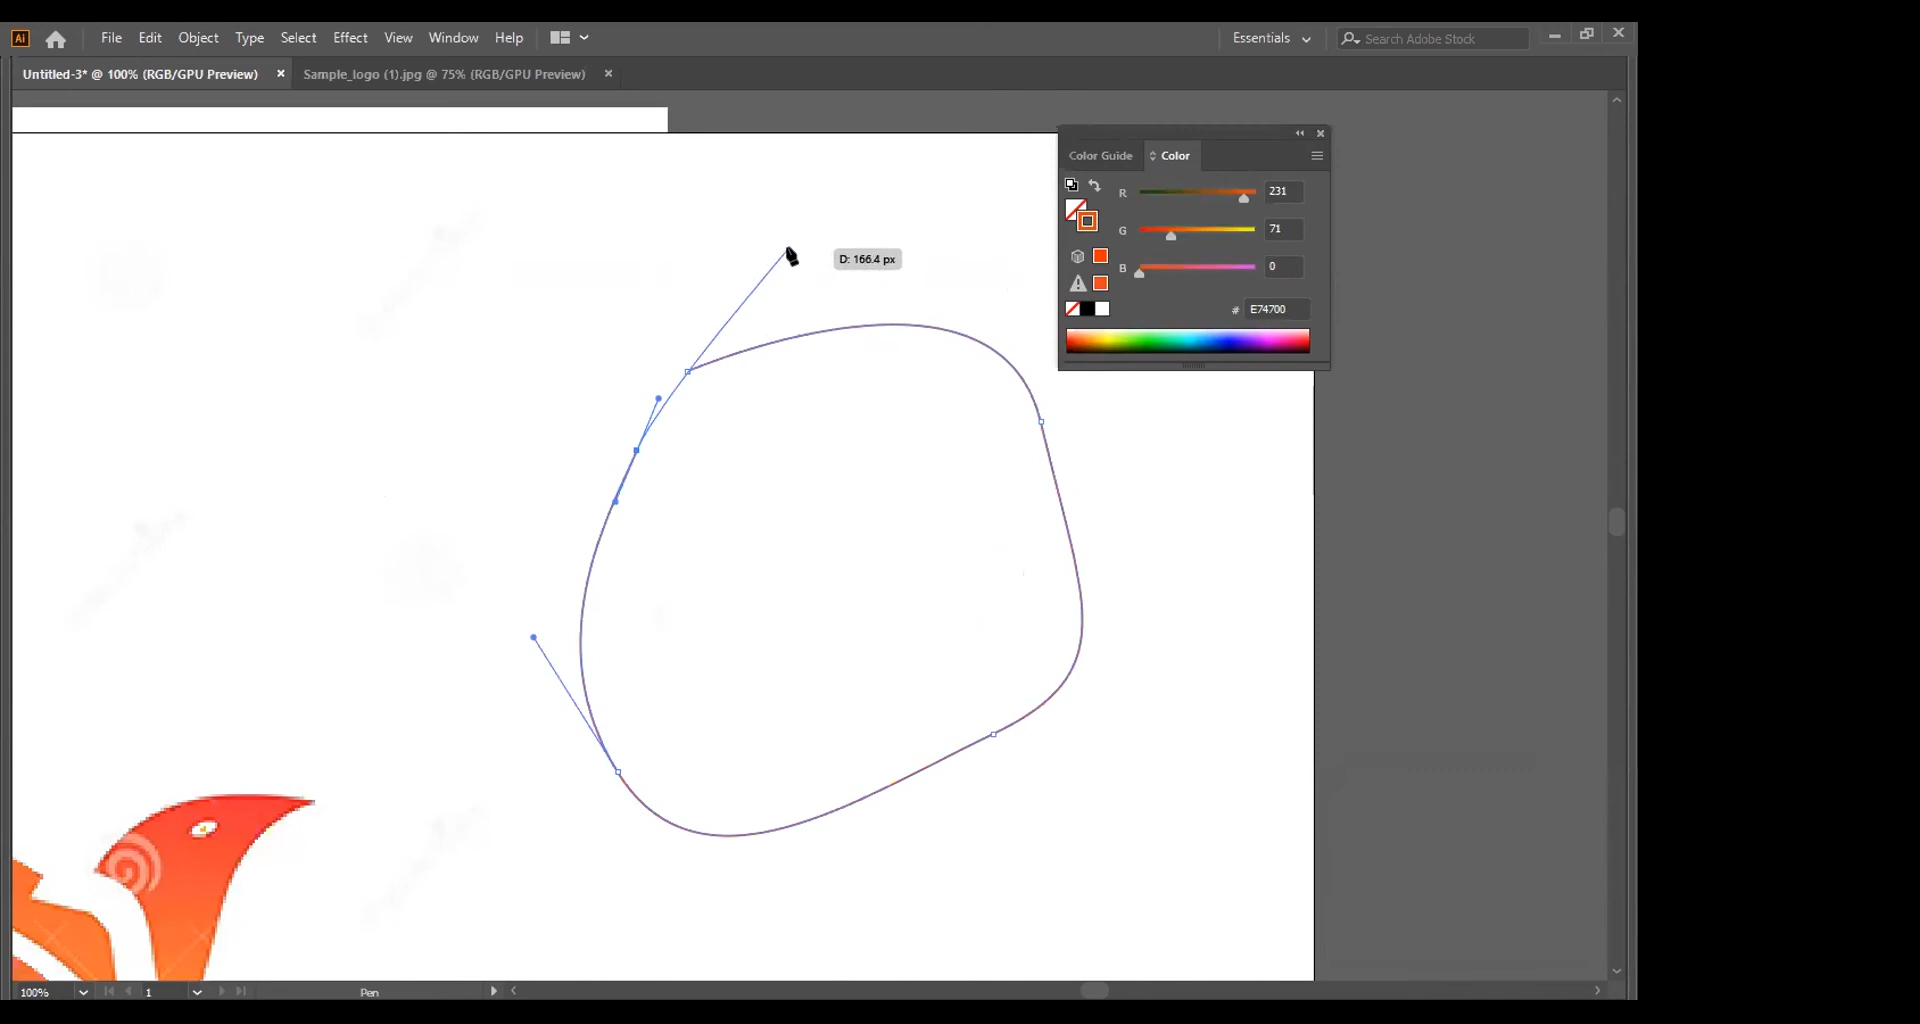 Ai File Edit Object Type Select Effect View Window Help Essentials Search Adobe Stock
Untitled-3* @ 100% (RGB/GPU Preview) × Sample_logo (1).jpg @ 75% (RGB/GPU Preview) ×
Color Guide Color
R 231
G 71
B 0
# E74700
D: 166.4 px
100% 1 Pen